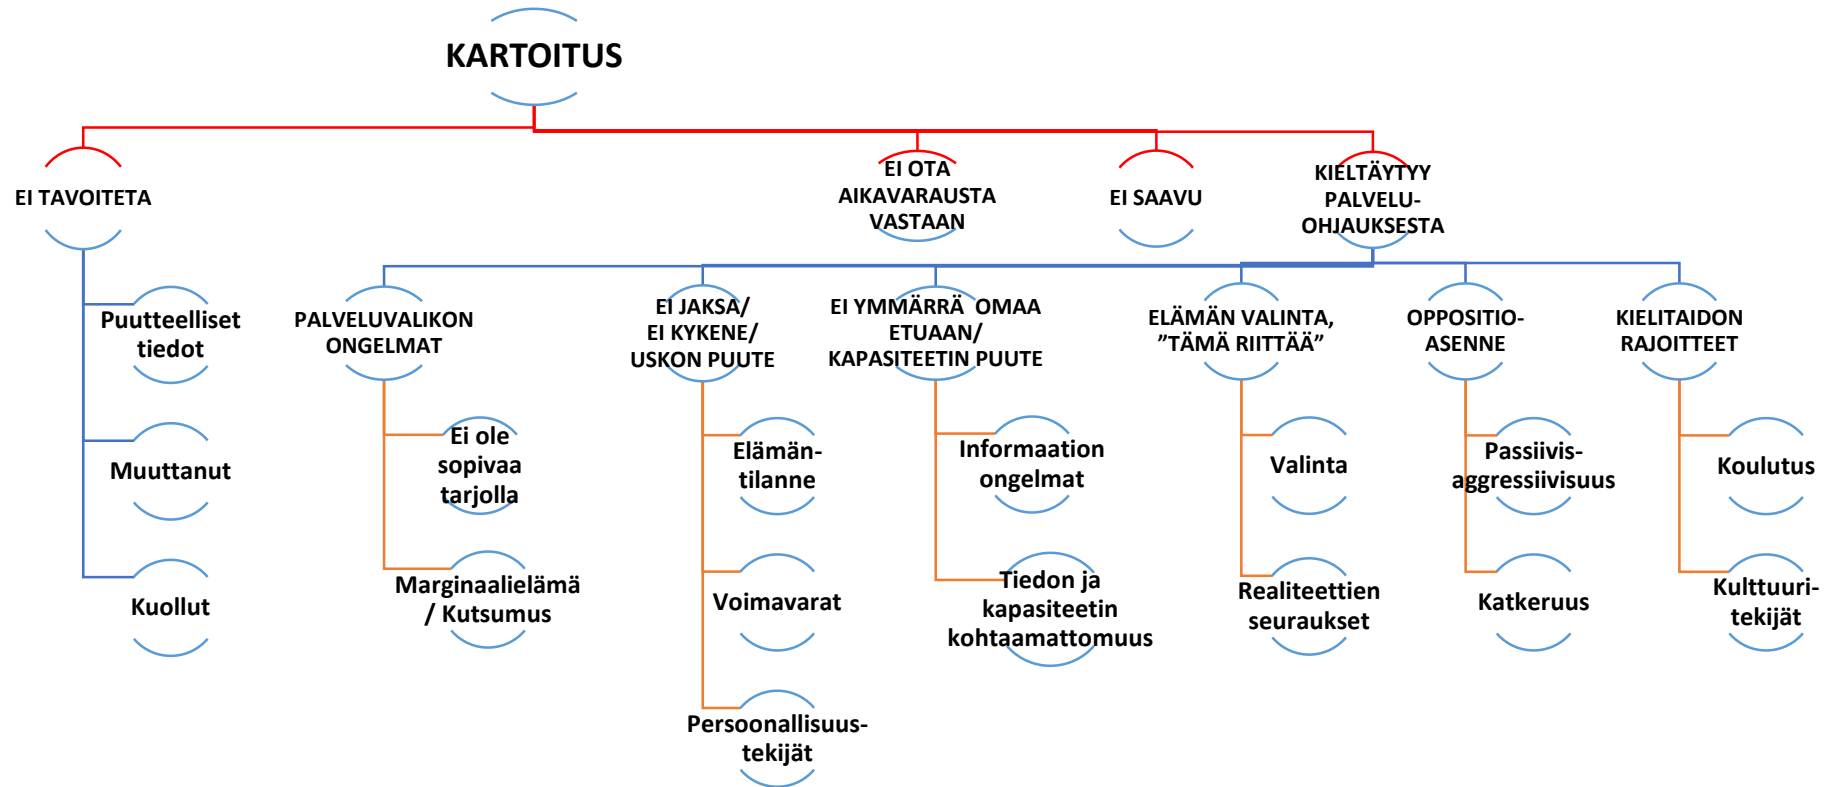 KARTOITUS
EI TAVOITETA
EI OTA
AIKAVARAUSTA
VASTAAN
EI SAAVU
KIELTÄYTYY
PALVELU-
OHJAUKSESTA
Puutteelliset
tiedot
Muuttanut
Kuollut
PALVELUVALIKON
ONGELMAT
Ei ole
sopivaa
tarjolla
Marginaalielämä
/ Kutsumus
EI JAKSA/
EI KYKENE/
USKON PUUTE
Elämän-
tilanne
Voimavarat
Persoonallisuus-
tekijät
EI YMMÄRRÄ OMAA
ETUAAN/
KAPASITEETIN PUUTE
Informaation
ongelmat
Tiedon ja
kapasiteetin
kohtaamattomuus
ELÄMÄN VALINTA,
”TÄMÄ RIITTÄÄ”
Valinta
Realiteettien
seuraukset
OPPOSITIO-
ASENNE
Passiivis-
aggressiivisuus
Katkeruus
KIELITAIDON
RAJOITTEET
Koulutus
Kulttuuri-
tekijät